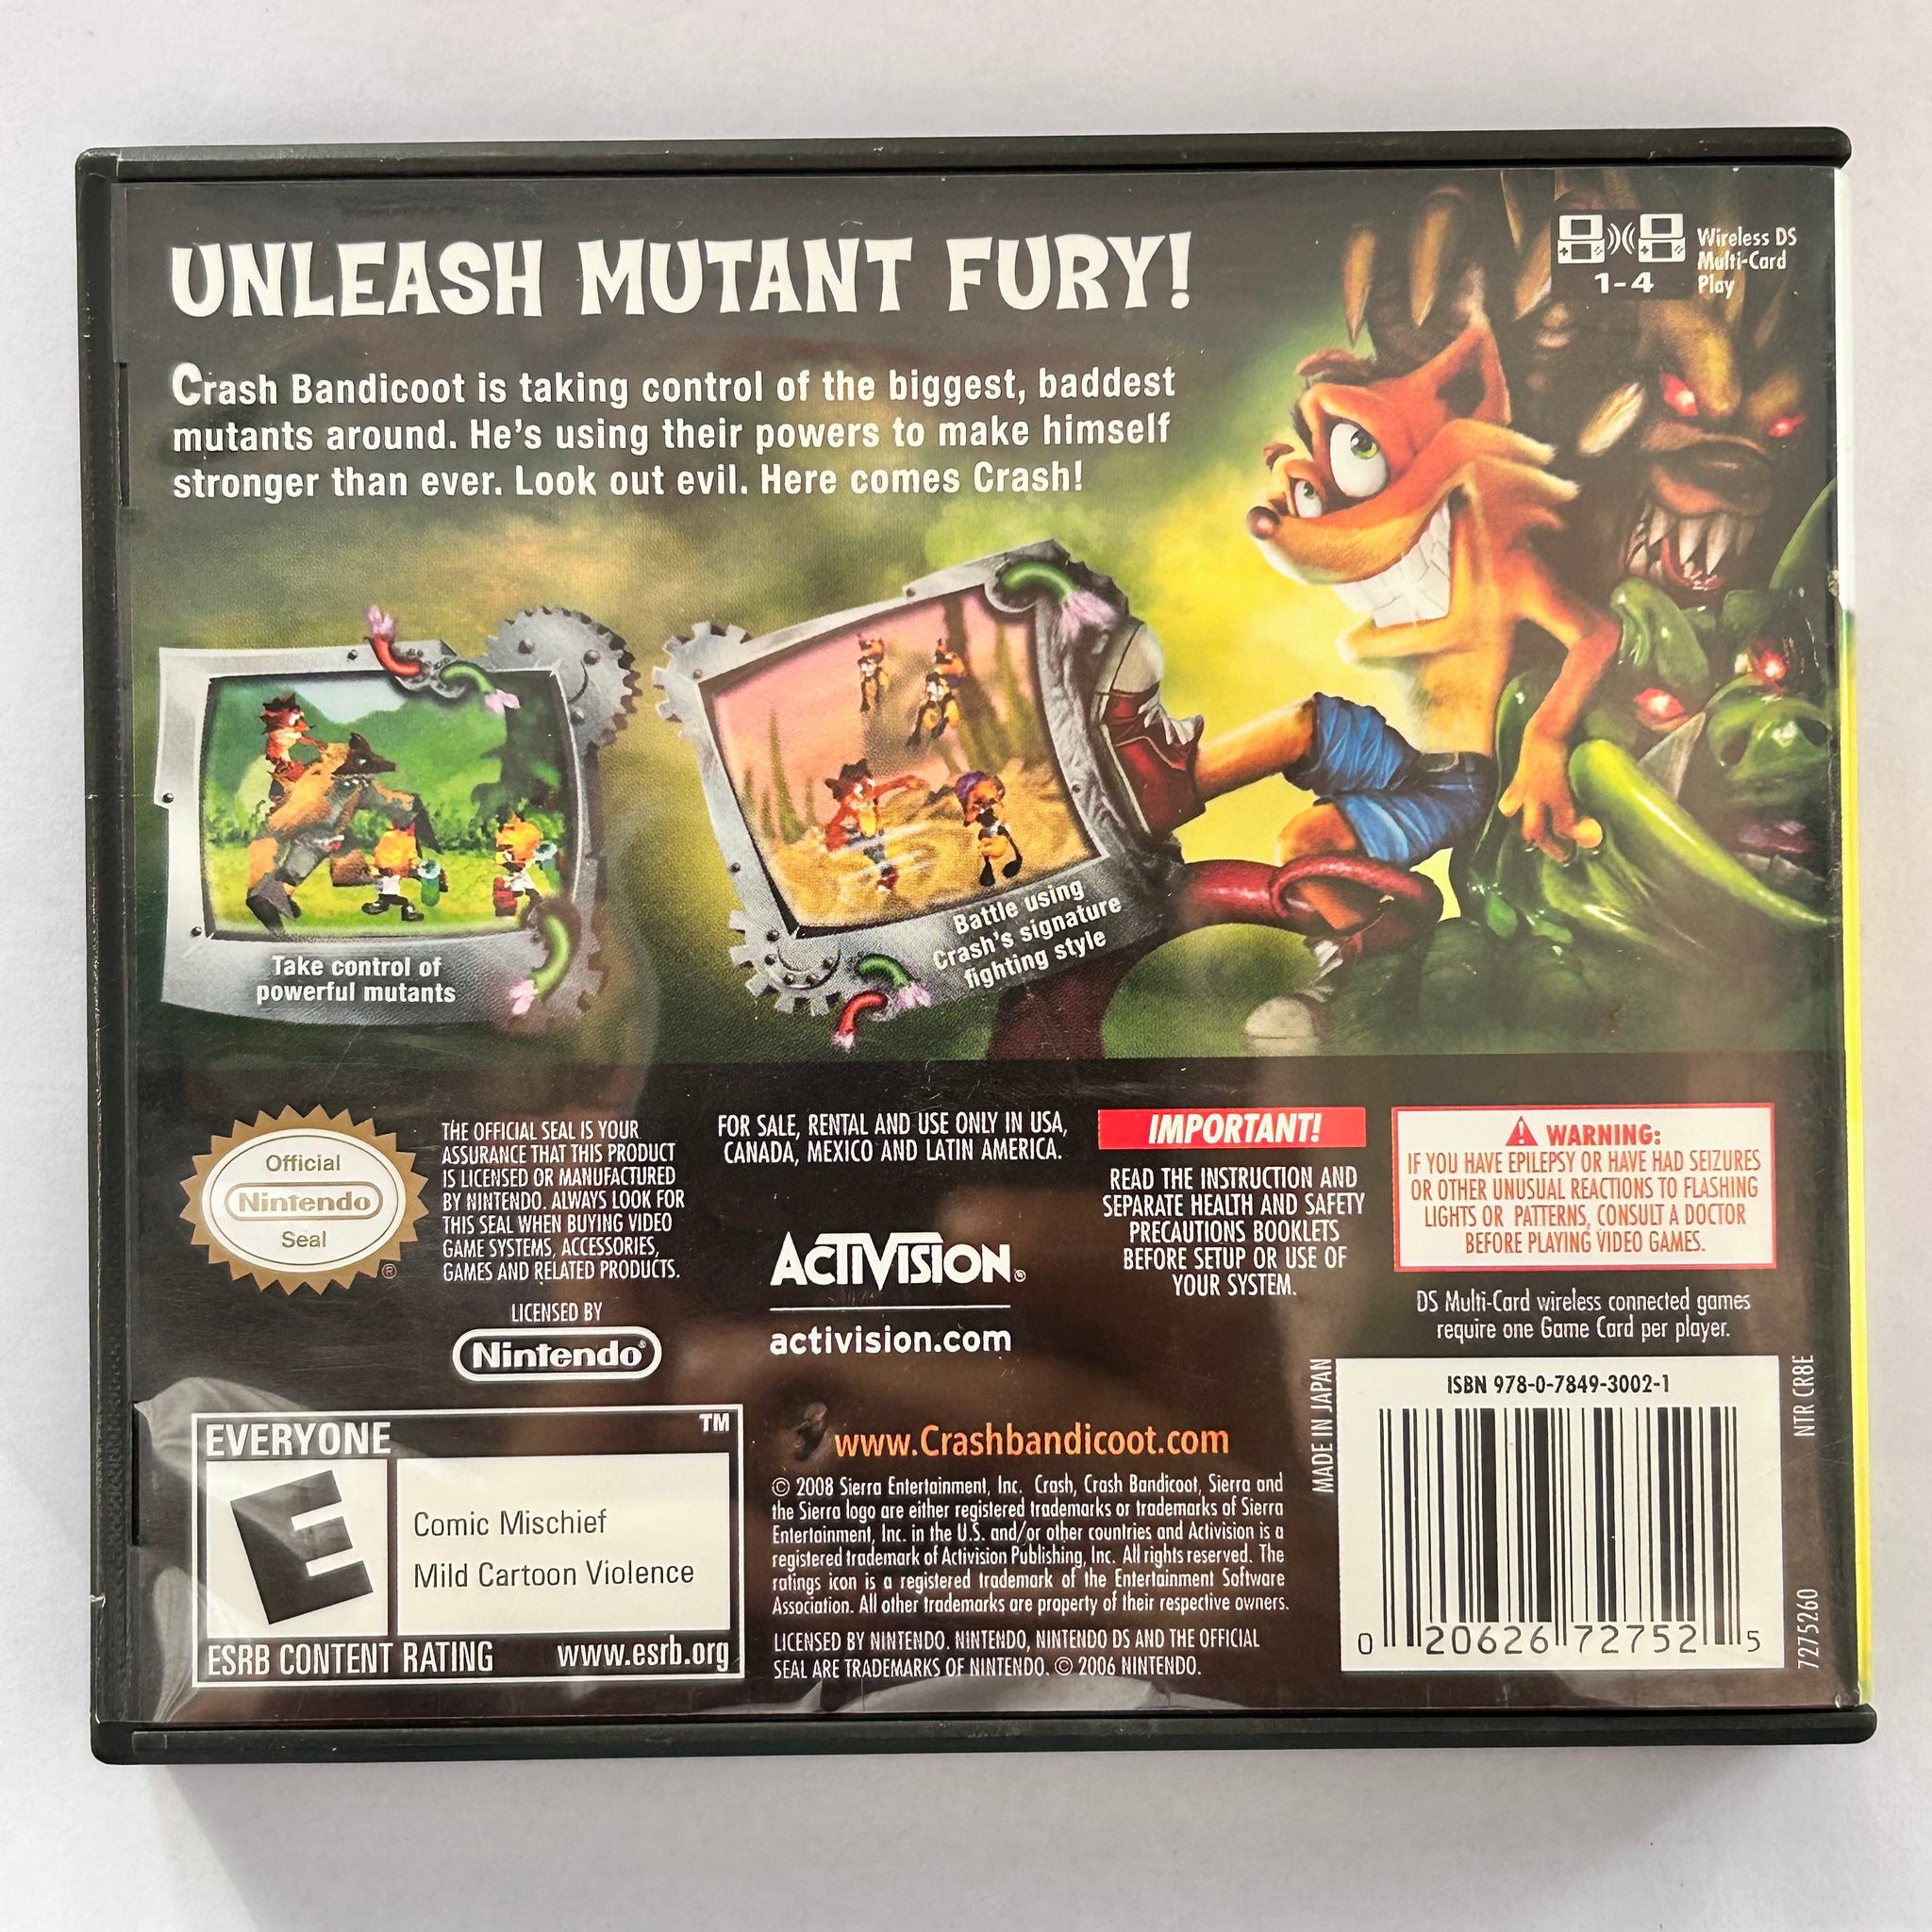 UNLEASH MUTANT FURY!
Wireless DS
Multi-Card
Play
1-4
Crash Bandicoot is taking control of the biggest, baddest
mutants around. He's using their powers to make himself
stronger than ever. Look out evil. Here comes Crash!
Take control of
powerful mutants
Battle using
Crash's signature
fighting style
Official
Nintendo
Seal
®
THE OFFICIAL SEAL IS YOUR
ASSURANCE THAT THIS PRODUCT
IS LICENSED OR MANUFACTURED
BY NINTENDO. ALWAYS LOOK FOR
THIS SEAL WHEN BUYING VIDEO
GAME SYSTEMS, ACCESSORIES,
GAMES AND RELATED PRODUCTS.
LICENSED BY
Nintendo®
FOR SALE, RENTAL AND USE ONLY IN USA,
CANADA, MEXICO AND LATIN AMERICA.
ACTIVISION®
activision.com
IMPORTANT!
READ THE INSTRUCTION AND
SEPARATE HEALTH AND SAFETY
PRECAUTIONS BOOKLETS
BEFORE SETUP OR USE OF
YOUR SYSTEM.
⚠ WARNING:
IF YOU HAVE EPILEPSY OR HAVE HAD SEIZURES
OR OTHER UNUSUAL REACTIONS TO FLASHING
LIGHTS OR PATTERNS, CONSULT A DOCTOR
BEFORE PLAYING VIDEO GAMES.
DS Multi-Card wireless connected games
require one Game Card per player.
EVERYONE
TM
E
Comic Mischief
Mild Cartoon Violence
ESRB CONTENT RATING www.esrb.org
www.Crashbandicoot.com
© 2008 Sierra Entertainment, Inc. Crash, Crash Bandicoot, Sierra and
the Sierra logo are either registered trademarks or trademarks of Sierra
Entertainment, Inc. in the U.S. and/or other countries and Activision is a
registered trademark of Activision Publishing, Inc. All rights reserved. The
ratings icon is a registered trademark of the Entertainment Software
Association. All other trademarks are property of their respective owners.
LICENSED BY NINTENDO. NINTENDO, NINTENDO DS AND THE OFFICIAL
SEAL ARE TRADEMARKS OF NINTENDO. © 2006 NINTENDO.
MADE IN JAPAN
ISBN 978-0-7849-3002-1
0 20626 72752 5
NTR CR8E
7275260